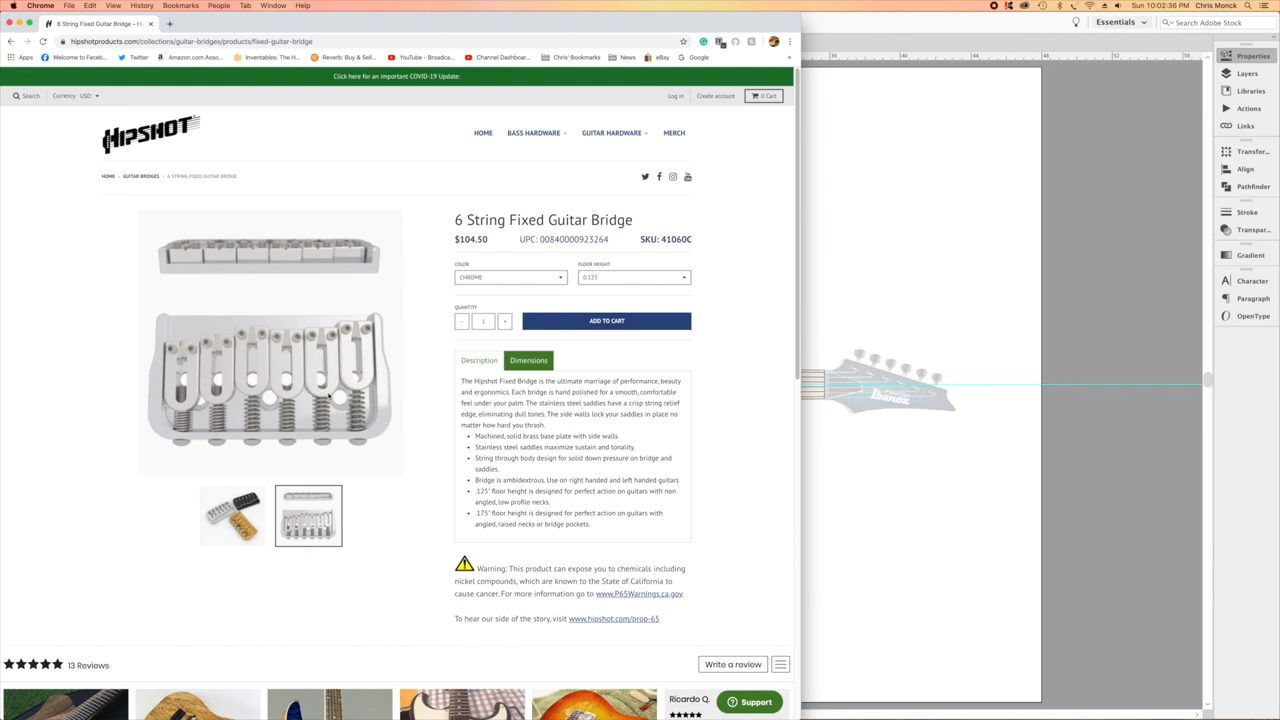 Chrome File Edit View History Bookmarks People Tab Window Help
Sun 10:02:36 PM Chris Monck
6 String Fixed Guitar Bridge – H
hipshotproducts.com/collections/guitar-bridges/products/fixed-guitar-bridge
Apps Welcome to Faceb... Twitter Amazon.com Asso... Inventables: The H... Reverb: Buy & Sell... YouTube - Broadca... Channel Dashboar... Chris' Bookmarks News eBay Google
Click here for an important COVID-19 Update:
Search Currency USD Log in Create account 0 Cart
HIPSHOT
HOME BASS HARDWARE GUITAR HARDWARE MERCH
HOME GUITAR BRIDGES 6 STRING FIXED GUITAR BRIDGE
6 String Fixed Guitar Bridge
$104.50 UPC: 00840000923264 SKU: 41060C
COLOR FLOOR HEIGHT
CHROME 0.125
QUANTITY
- 1 + ADD TO CART
Description Dimensions
The Hipshot Fixed Bridge is the ultimate marriage of performance, beauty
and ergonomics. Each bridge is hand polished for a smooth, comfortable
feel under your palm. The stainless steel saddles have a crisp string relief
edge, eliminating dull tones. The side walls lock your saddles in place no
matter how hard you thrash.
• Machined, solid brass base plate with side walls
• Stainless steel saddles maximize sustain and tonality.
• String through body design for solid down pressure on bridge and
saddles.
• Bridge is ambidextrous. Use on right handed and left handed guitars
• .125" floor height is designed for perfect action on guitars with non
angled, low profile necks.
• .175" floor height is designed for perfect action on guitars with
angled, raised necks or bridge pockets.
Warning: This product can expose you to chemicals including
nickel compounds, which are known to the State of California to
cause cancer. For more information go to www.P65Warnings.ca.gov.
To hear our side of the story, visit www.hipshot.com/prop-65
13 Reviews Write a review
Ricardo Q.
Support
Essentials Search Adobe Stock
36 40 44 48 52 56
Ibanez
Properties
Layers
Libraries
Actions
Links
Transfor...
Align
Pathfinder
Stroke
Transpar...
Gradient
Character
Paragraph
OpenType